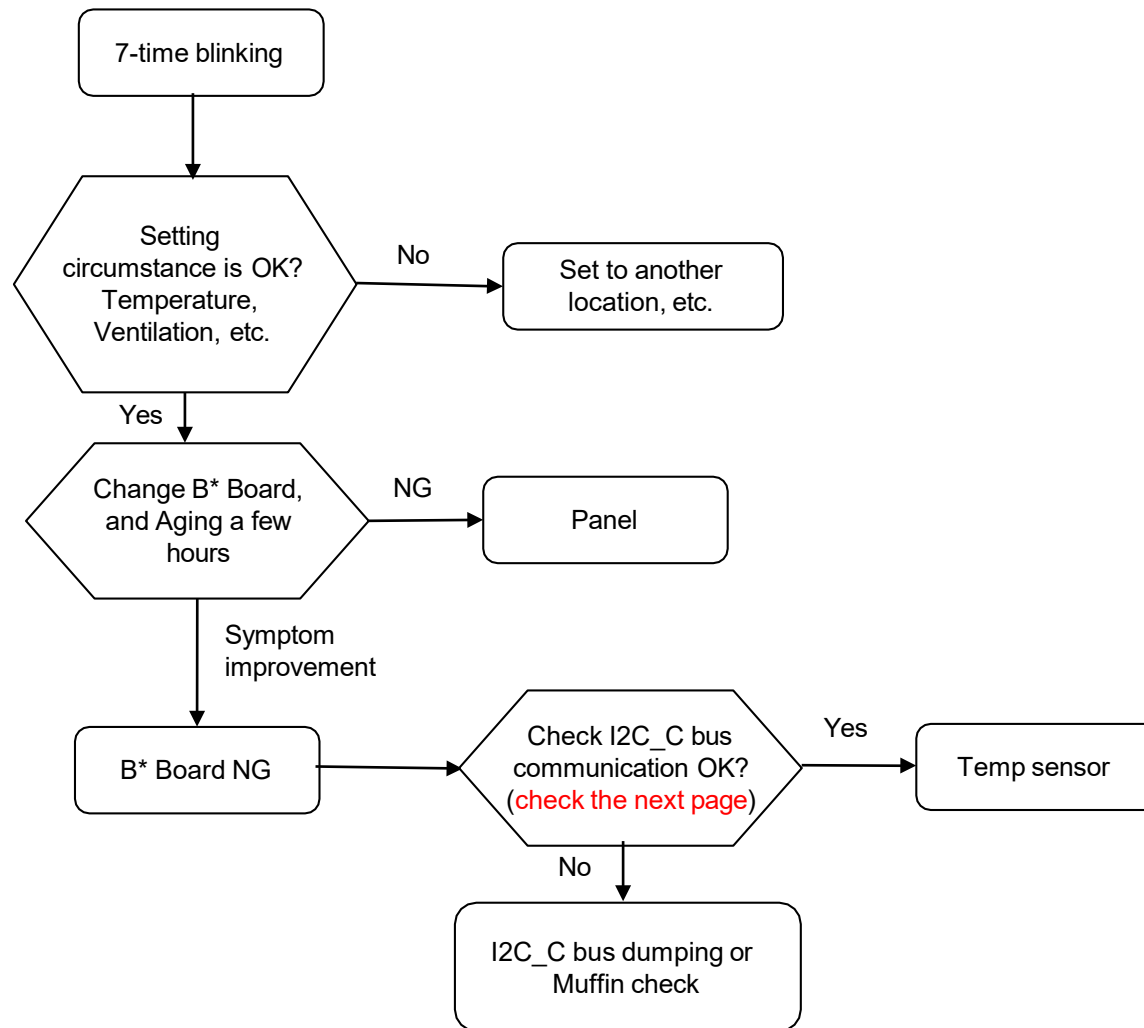 7-time blinking
Setting
circumstance is OK?
Temperature,
Ventilation, etc.
No
Set to another
location, etc.
Yes
Change B* Board,
and Aging a few
hours
NG
Panel
Symptom
improvement
B* Board NG
Check I2C_C bus
communication OK?
(check the next page)
Yes
Temp sensor
No
I2C_C bus dumping or
Muffin check